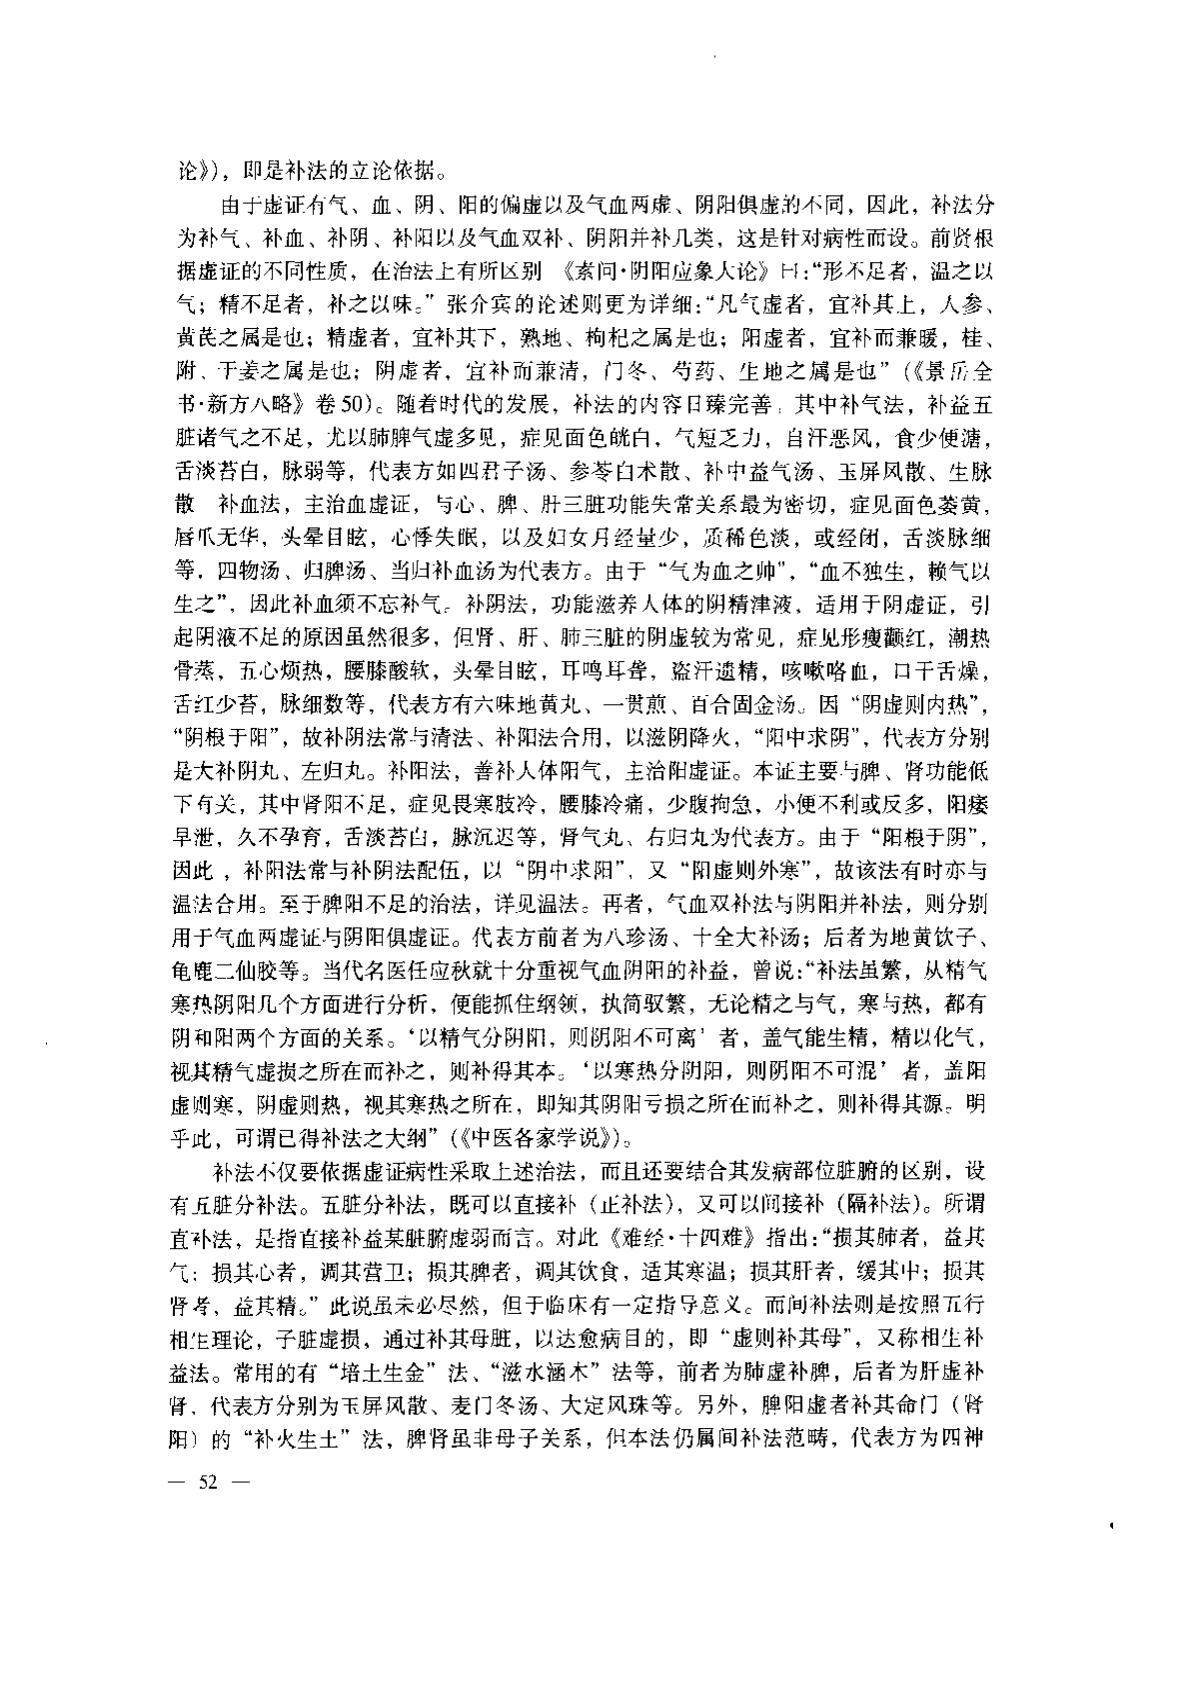 论》)，即是补法的立论依据。
由于虚证有气、血、阴、阳的偏虚以及气血两虚、阴阳俱虚的不同，因此，补法分
为补气、补血、补阴、补阳以及气血双补、阴阳并补几类，这是针对病性而设。前贤根
据虚证的不同性质，在治法上有所区别 《素问·阴阳应象大论》曰：“形不足者，温之以
气；精不足者，补之以味。”张介宾的论述则更为详细：“凡气虚者，宜补其上，人参、
黄芪之属是也；精虚者，宜补其下，熟地、枸杞之属是也；阳虚者，宜补而兼暖，桂、
附、干姜之属是也；阴虚者，宜补而兼清，门冬、芍药、生地之属是也”(《景岳全
书·新方八略》卷50)。随着时代的发展，补法的内容日臻完善，其中补气法，补益五
脏诸气之不足，尤以肺脾气虚多见，症见面色㿠白，气短乏力，自汗恶风，食少便溏，
舌淡苔白，脉弱等，代表方如四君子汤、参苓白术散、补中益气汤、玉屏风散、生脉
散 补血法，主治血虚证，与心、脾、肝三脏功能失常关系最为密切，症见面色萎黄，
唇爪无华，头晕目眩，心悸失眠，以及妇女月经量少，质稀色淡，或经闭，舌淡脉细
等，四物汤、归脾汤、当归补血汤为代表方。由于“气为血之帅”，“血不独生，赖气以
生之”，因此补血须不忘补气。补阴法，功能滋养人体的阴精津液，适用于阴虚证，引
起阴液不足的原因虽然很多，但肾、肝、肺三脏的阴虚较为常见，症见形瘦颧红，潮热
骨蒸，五心烦热，腰膝酸软，头晕目眩，耳鸣耳聋，盗汗遗精，咳嗽咯血，口干舌燥，
舌红少苔，脉细数等，代表方有六味地黄丸、一贯煎、百合固金汤。因“阴虚则内热”，
“阴根于阳”，故补阴法常与清法、补阳法合用，以滋阴降火，“阳中求阴”，代表方分别
是大补阴丸、左归丸。补阳法，善补人体阳气，主治阳虚证。本证主要与脾、肾功能低
下有关，其中肾阳不足，症见畏寒肢冷，腰膝冷痛，少腹拘急，小便不利或反多，阳痿
早泄，久不孕育，舌淡苔白，脉沉迟等，肾气丸、右归丸为代表方。由于“阳根于阴”，
因此，补阳法常与补阴法配伍，以“阴中求阳”，又“阳虚则外寒”，故该法有时亦与
温法合用。至于脾阳不足的治法，详见温法。再者，气血双补法与阴阳并补法，则分别
用于气血两虚证与阴阳俱虚证。代表方前者为八珍汤、十全大补汤；后者为地黄饮子、
龟鹿二仙胶等。当代名医任应秋就十分重视气血阴阳的补益，曾说：“补法虽繁，从精气
寒热阴阳几个方面进行分析，便能抓住纲领，执简驭繁，无论精之与气，寒与热，都有
阴和阳两个方面的关系。‘以精气分阴阳，则阴阳不可离’者，盖气能生精，精以化气，
视其精气虚损之所在而补之，则补得其本。‘以寒热分阴阳，则阴阳不可混’者，盖阳
虚则寒，阴虚则热，视其寒热之所在，即知其阴阳亏损之所在而补之，则补得其源。明
乎此，可谓已得补法之大纲”(《中医各家学说》)。
补法不仅要依据虚证病性采取上述治法，而且还要结合其发病部位脏腑的区别，设
有五脏分补法。五脏分补法，既可以直接补（正补法），又可以间接补（隔补法）。所谓
直补法，是指直接补益某脏腑虚弱而言。对此《难经·十四难》指出：“损其肺者，益其
气；损其心者，调其营卫；损其脾者，调其饮食，适其寒温；损其肝者，缓其中；损其
肾者，益其精。”此说虽未必尽然，但于临床有一定指导意义。而间补法则是按照五行
相生理论，子脏虚损，通过补其母脏，以达愈病目的，即“虚则补其母”，又称相生补
益法。常用的有“培土生金”法、“滋水涵木”法等，前者为肺虚补脾，后者为肝虚补
肾，代表方分别为玉屏风散、麦门冬汤、大定风珠等。另外，脾阳虚者补其命门（肾
阳）的“补火生土”法，脾肾虽非母子关系，但本法仍属间补法范畴，代表方为四神
— 52 —